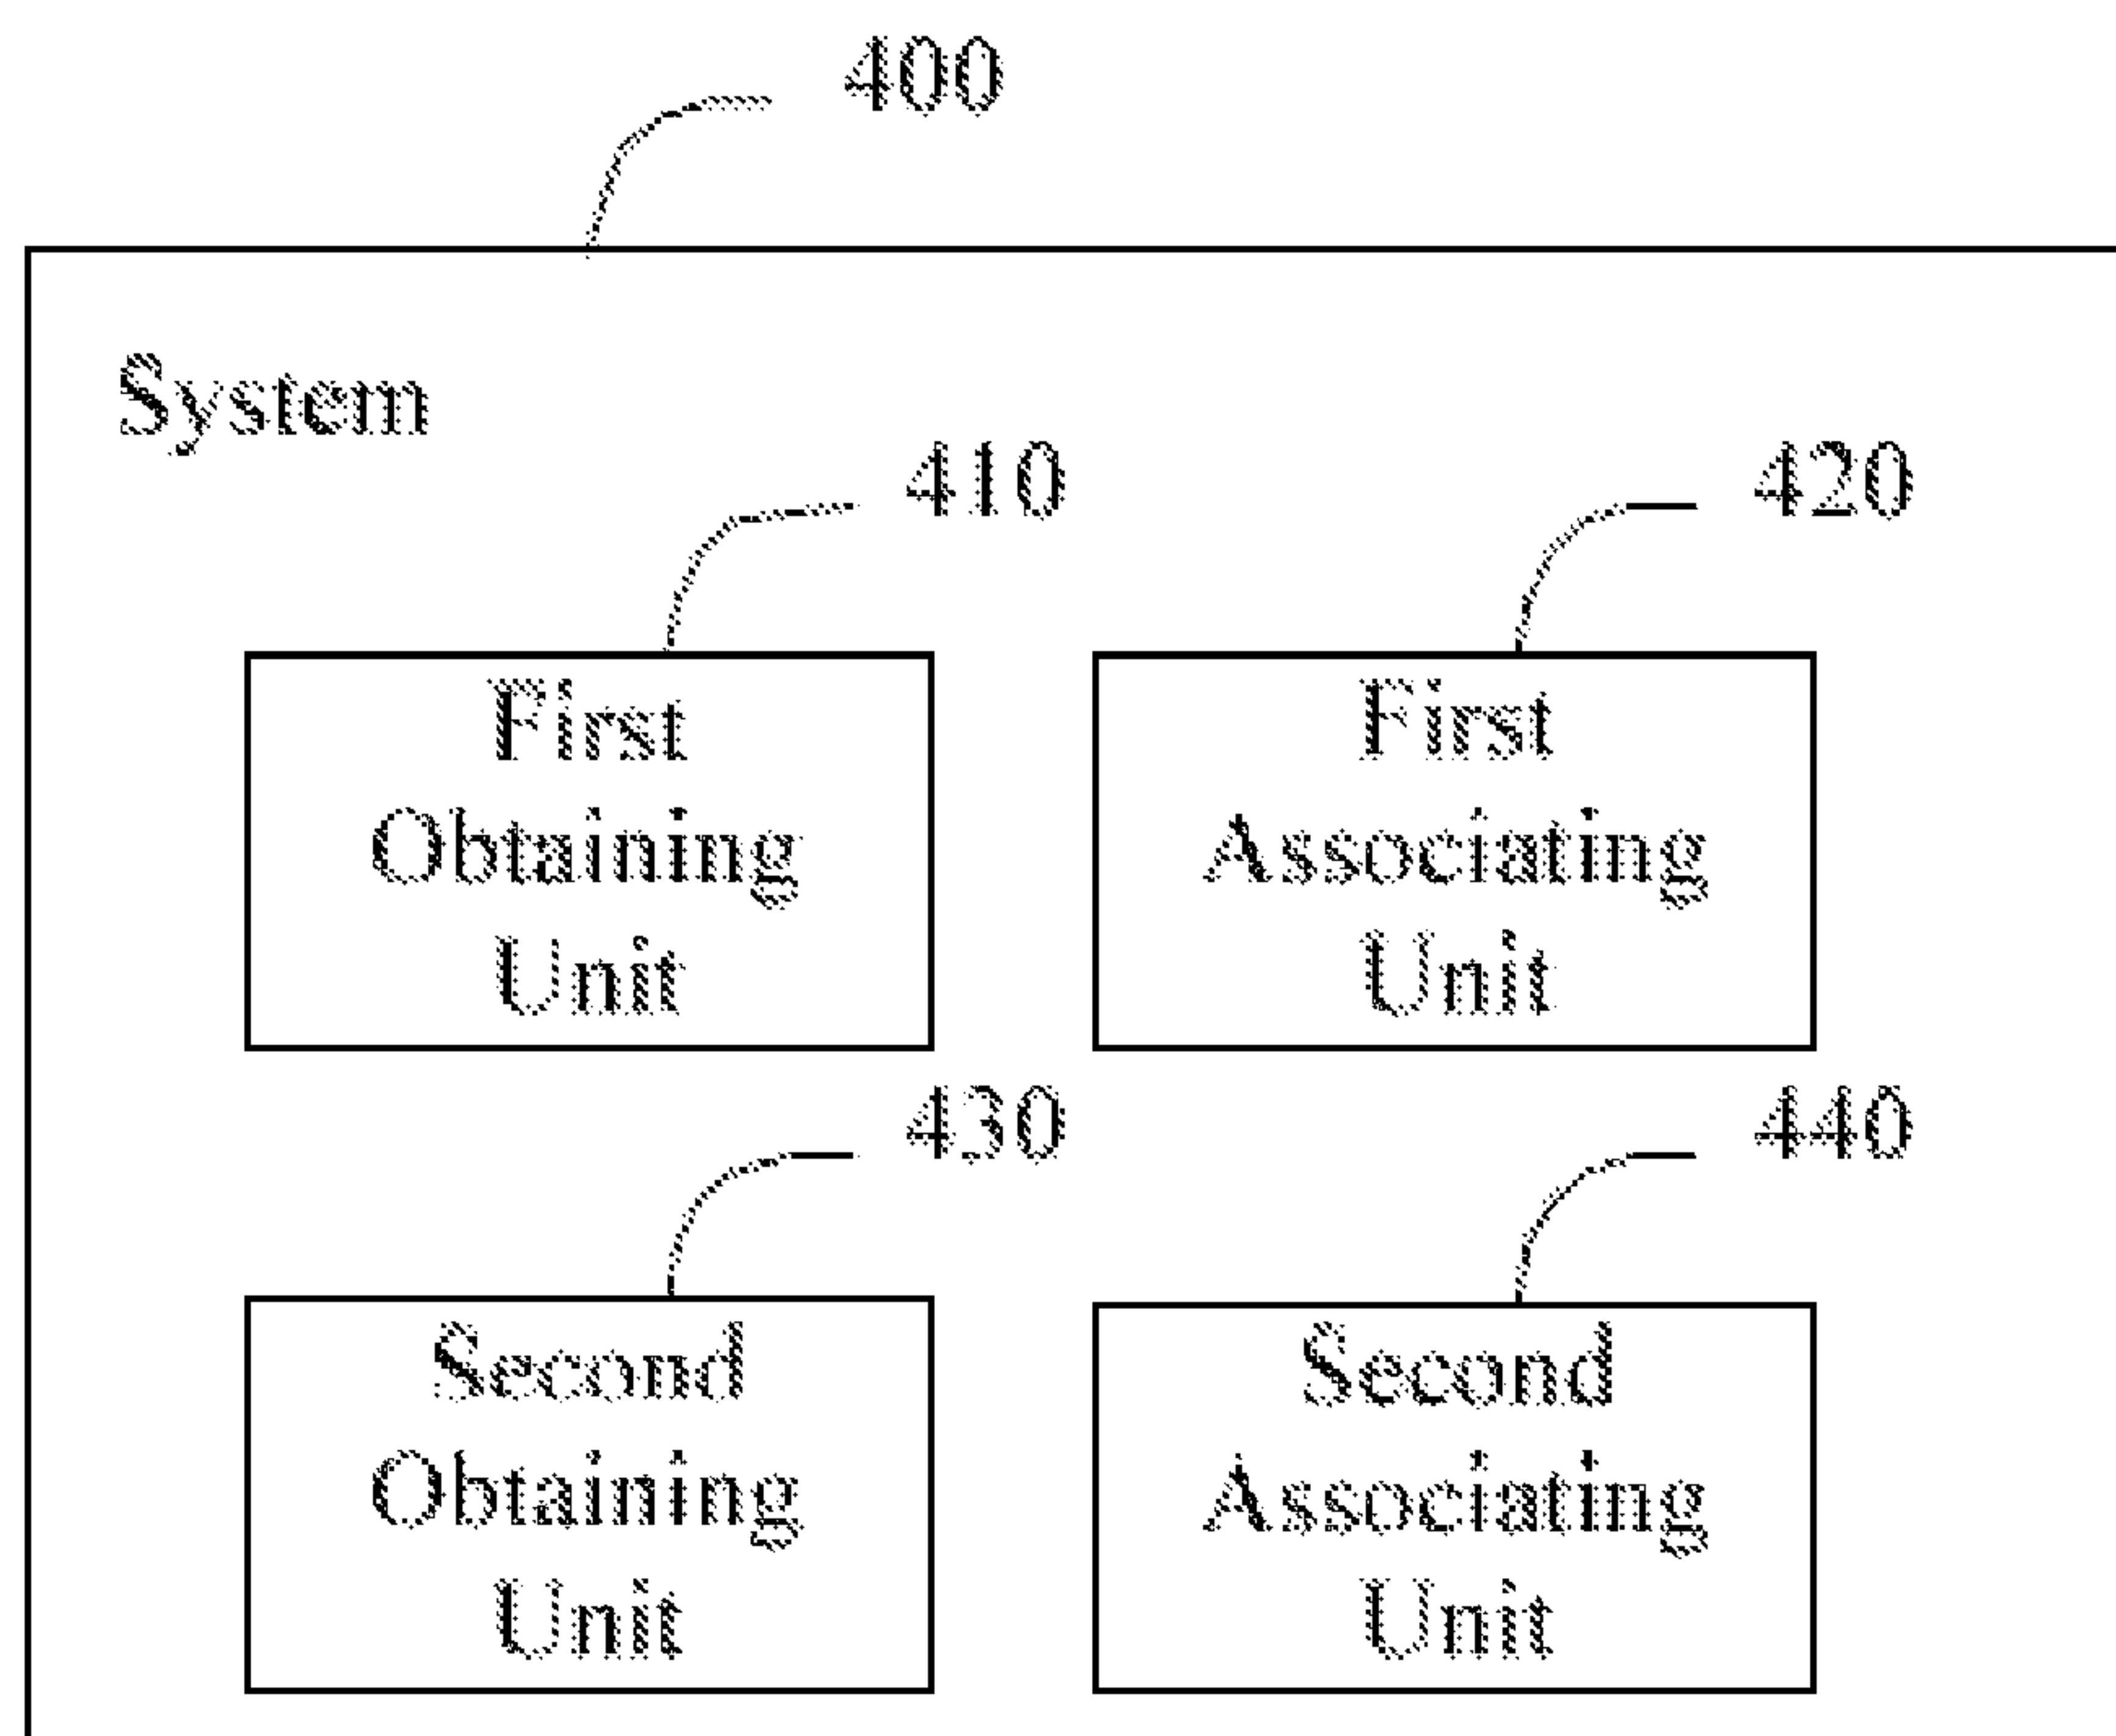 400
System
410
420
First
Obtaining
Unit
First
Associating
Unit
430
440
Second
Obtaining
Unit
Second
Associating
Unit